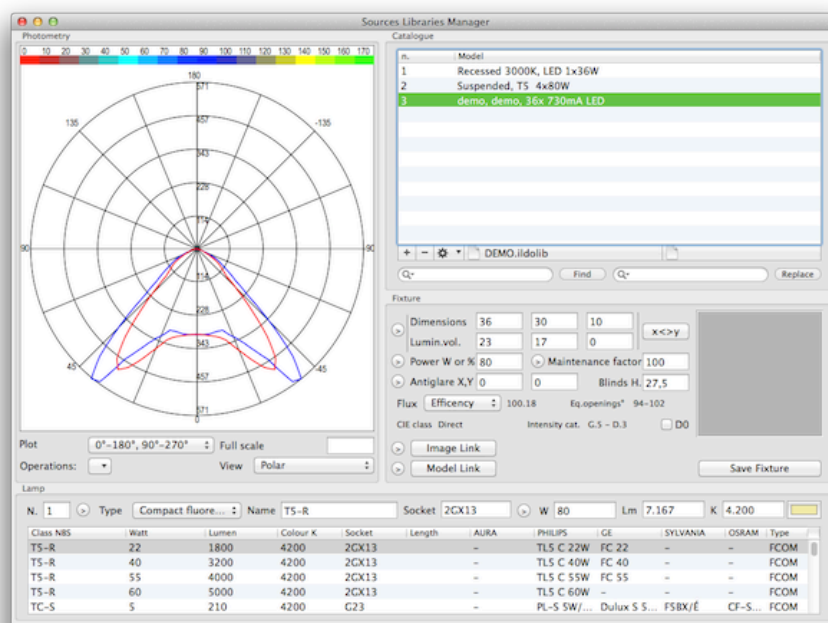 Sources Libraries Manager
Photometry
0 10 20 30 40 50 60 70 80 90 100 110 120 130 140 150 160 170
180
571
135 -135
457
343
228
114
90 90
114
228
343
45 -45
457
571
0
Plot 0°-180°, 90°-270° Full scale
Operations: View Polar
Catalogue
n. Model
1 Recessed 3000K, LED 1x36W
2 Suspended, T5 4x80W
3 demo, demo, 36x 730mA LED
+ - DEMO.ildolib
Find Replace
Fixture
Dimensions 36 30 10
x<>y
Lumin.vol. 23 17 0
Power W or % 80 Maintenance factor 100
Antiglare X,Y 0 0 Blinds H. 27,5
Flux Efficency 100.18 Eq.openings° 94-102
CIE class Direct Intensity cat. G.5 - D.3 D0
Image Link
Model Link Save Fixture
Lamp
N. 1 Type Compact fluore... Name T5-R Socket 2GX13 W 80 Lm 7.167 K 4.200
Class NBS Watt Lumen Colour K Socket Length AURA PHILIPS GE SYLVANIA OSRAM Type
T5-R 22 1800 4200 2GX13 - TL5 C 22W FC 22 - - FCOM
T5-R 40 3200 4200 2GX13 - TL5 C 40W FC 40 - - FCOM
T5-R 55 4000 4200 2GX13 - TL5 C 55W FC 55 - - FCOM
T5-R 60 5000 4200 2GX13 - TL5 C 60W - - - FCOM
TC-S 5 210 4200 G23 - PL-S 5W/... Dulux S 5... F5BX/É CF-S... FCOM